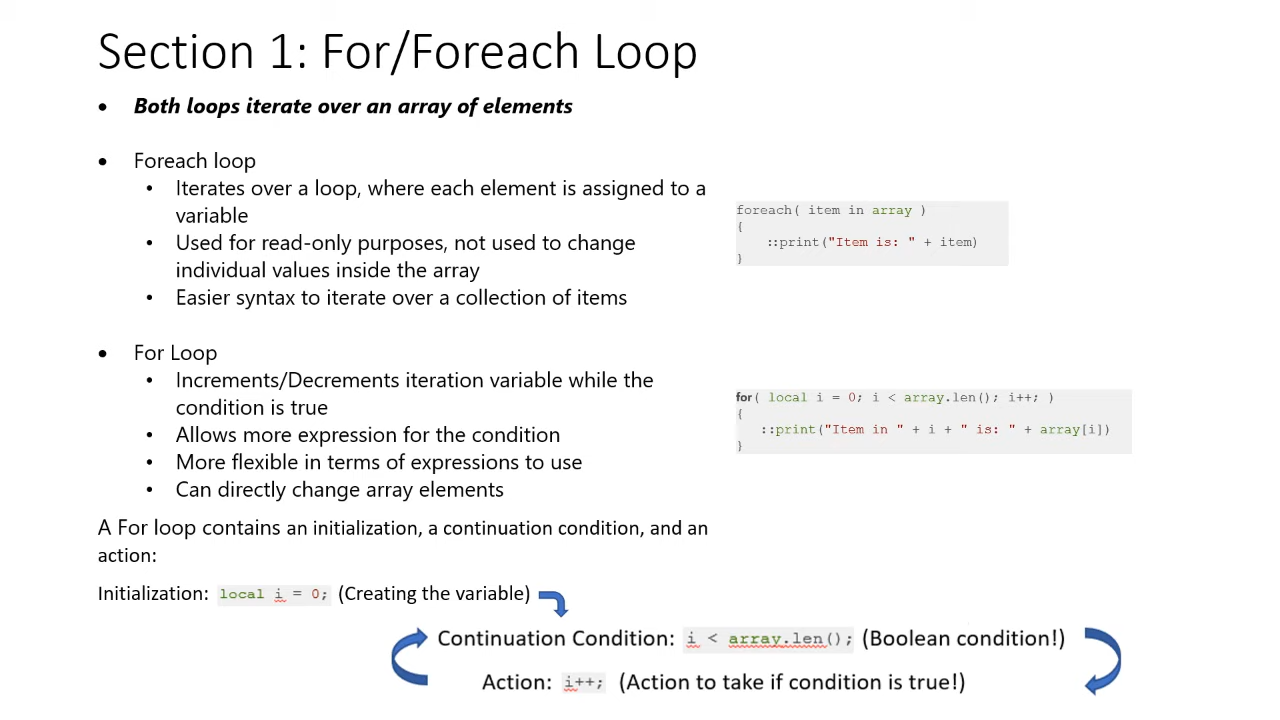 Section 1: For/Foreach Loop
• Both loops iterate over an array of elements
• Foreach loop
• Iterates over a loop, where each element is assigned to a
variable
• Used for read-only purposes, not used to change
individual values inside the array
• Easier syntax to iterate over a collection of items
foreach( item in array )
{
::print("Item is: " + item)
}
• For Loop
• Increments/Decrements iteration variable while the
condition is true
• Allows more expression for the condition
• More flexible in terms of expressions to use
• Can directly change array elements
for( local i = 0; i < array.len(); i++; )
{
::print("Item in " + i + " is: " + array[i])
}
A For loop contains an initialization, a continuation condition, and an
action:
Initialization: local i = 0; (Creating the variable)
Continuation Condition: i < array.len(); (Boolean condition!)
Action: i++; (Action to take if condition is true!)